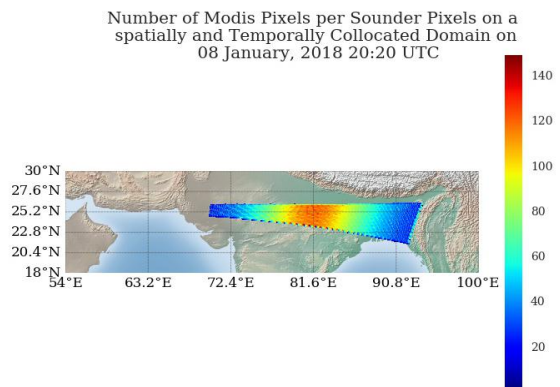 Number of Modis Pixels per Sounder Pixels on a
spatially and Temporally Collocated Domain on
08 January, 2018 20:20 UTC
140
120
100
80
60
40
20
30°N
27.6°N
25.2°N
22.8°N
20.4°N
18°N
54°E 63.2°E 72.4°E 81.6°E 90.8°E 100°E